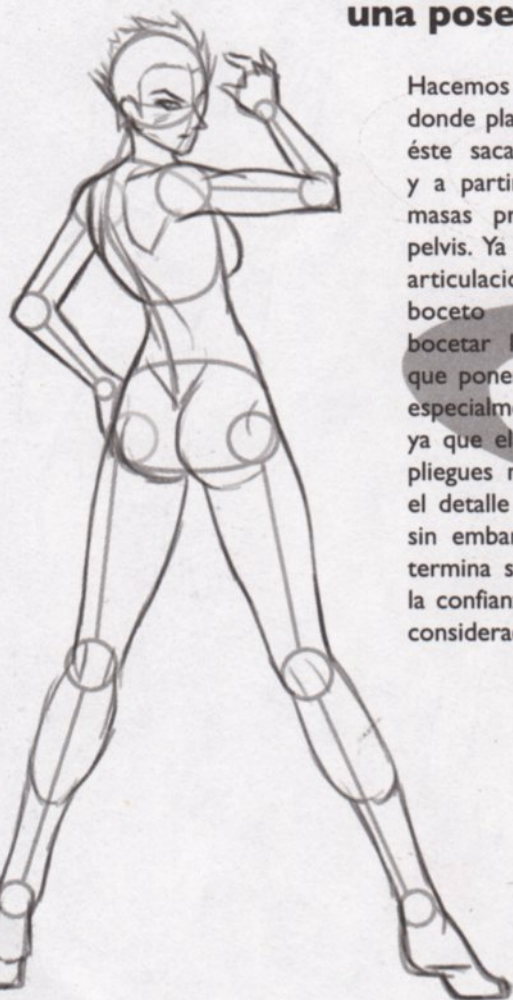 una pose
Hacemos
donde pla
éste saca
y a parti
masas pr
pelvis. Ya
articulacio
boceto
bocetar
que pone
especialm
ya que el
pliegues
el detalle
sin embar
termina s
la confian
considerac